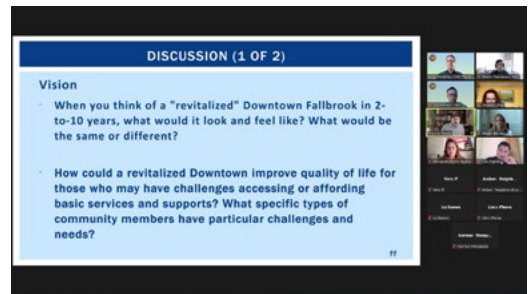 DISCUSSION (1 OF 2)
Vision
When you think of a "revitalized" Downtown Fallbrook in 2-
to-10 years, what would it look and feel like? What would be
the same or different?
How could a revitalized Downtown improve quality of life for
those who may have challenges accessing or affording
basic services and supports? What specific types of
community members have particular challenges and
needs?
11